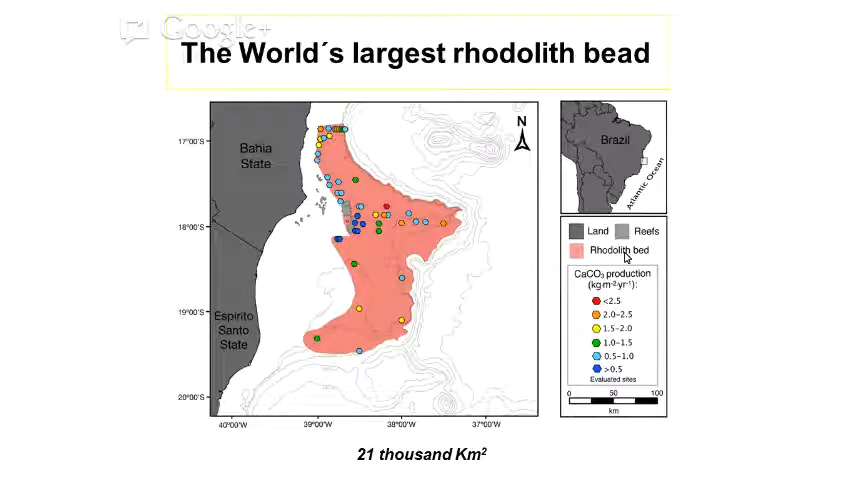 Google+
The World´s largest rhodolith bead
17°00'S
18°00'S
19°00'S
20°00'S
40°00'W
39°00'W
38°00'W
37°00'W
Bahia
State
Espirito
Santo
State
N
Brazil
Atlantic Ocean
Land
Reefs
Rhodolith bed
CaCO₃ production
(kg·m⁻²·yr⁻¹):
<2.5
2.0–2.5
1.5–2.0
1.0–1.5
0.5–1.0
>0.5
Evaluated sites
0 50 100
km
21 thousand Km²